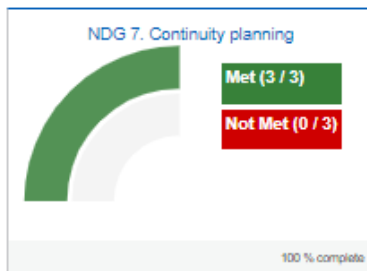 NDG 7. Continuity planning
Met (3 / 3)
Not Met (0 / 3)
100 % complete